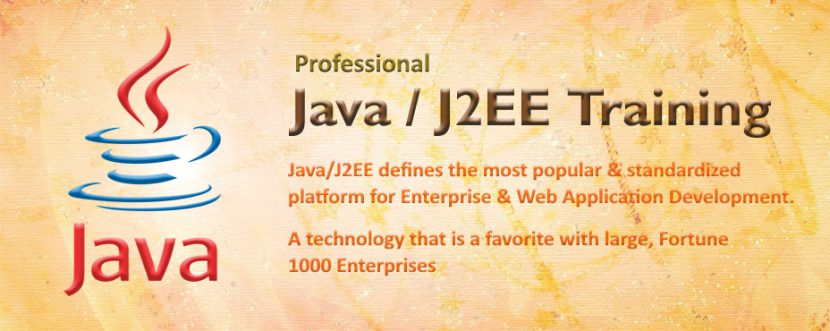 Java
Professional
Java / J2EE Training
Java/J2EE defines the most popular & standardized
platform for Enterprise & Web Application Development.
A technology that is a favorite with large, Fortune
1000 Enterprises